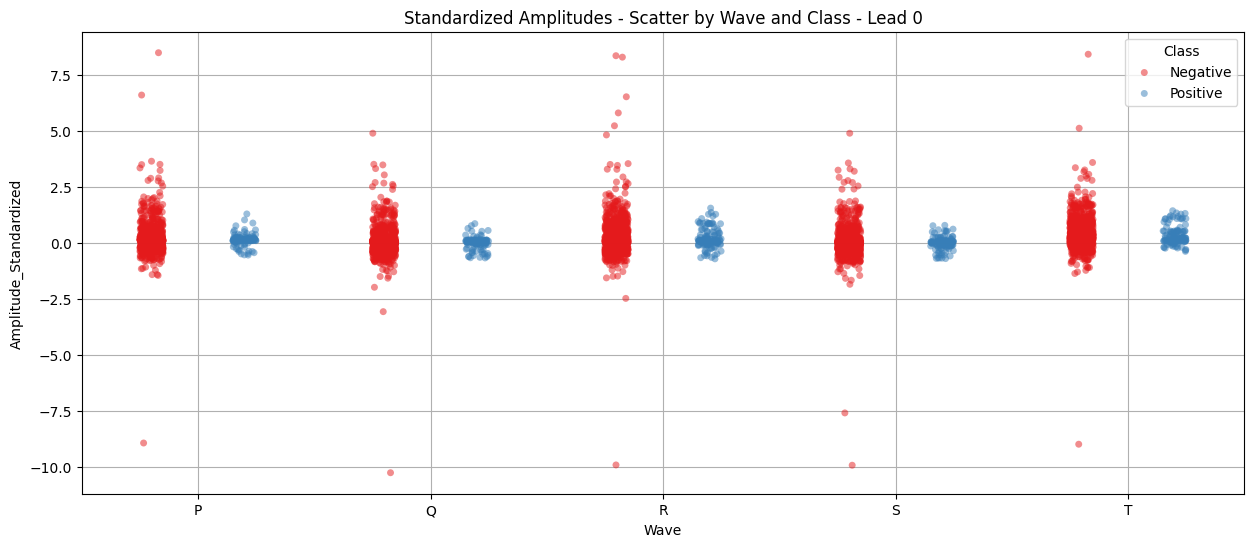 Standardized Amplitudes - Scatter by Wave and Class - Lead 0
Class
Negative
Positive
Amplitude_Standardized
7.5
5.0
2.5
0.0
−2.5
−5.0
−7.5
−10.0
P Q R S T
Wave